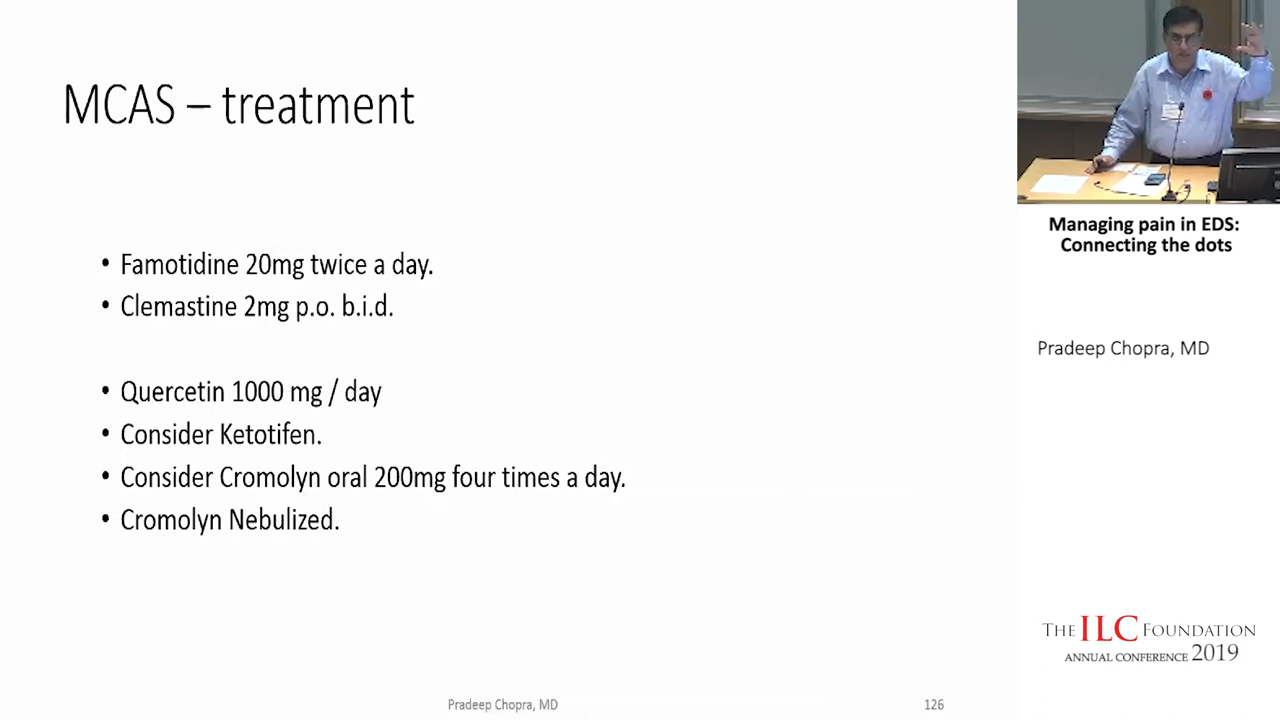 MCAS – treatment
• Famotidine 20mg twice a day.
• Clemastine 2mg p.o. b.i.d.
• Quercetin 1000 mg / day
• Consider Ketotifen.
• Consider Cromolyn oral 200mg four times a day.
• Cromolyn Nebulized.
Pradeep Chopra, MD
126
Managing pain in EDS:
Connecting the dots
Pradeep Chopra, MD
THE ILC FOUNDATION
ANNUAL CONFERENCE 2019